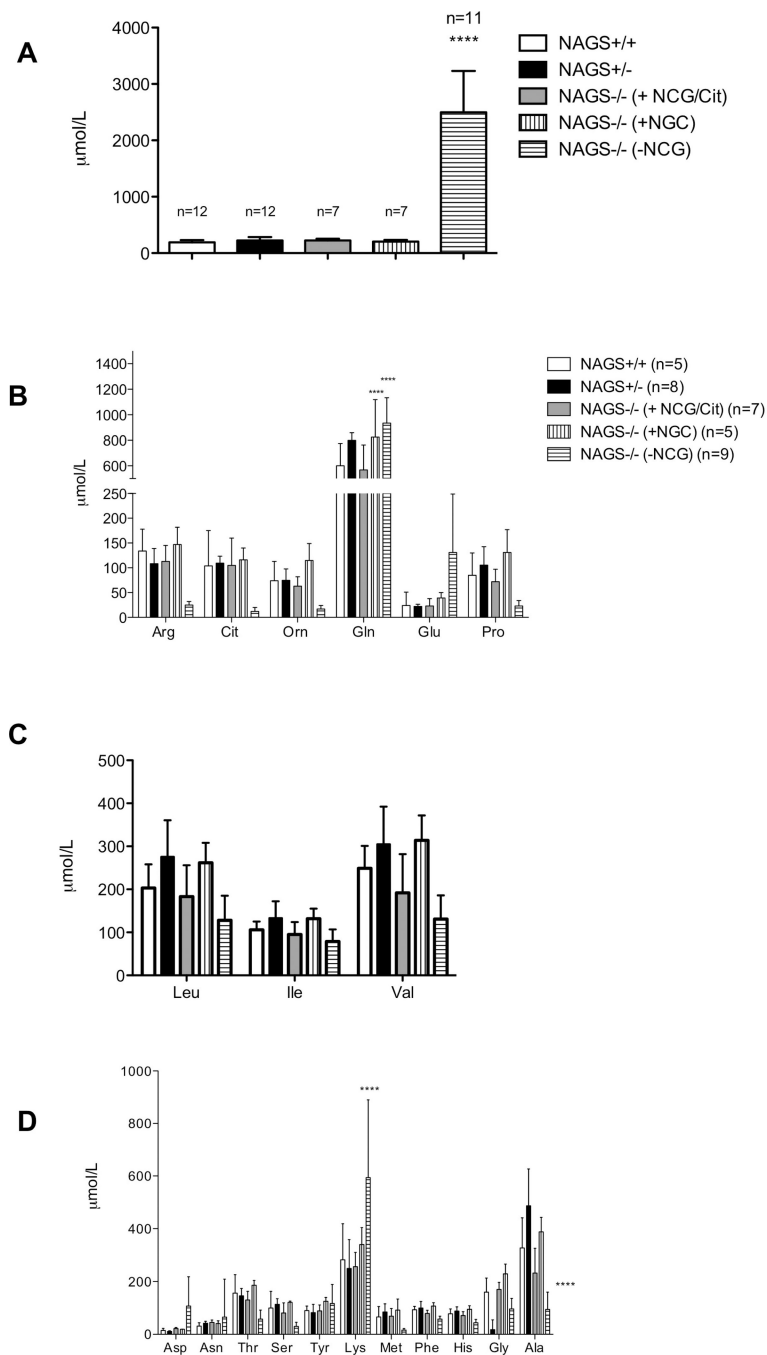 A
n=11
****
NAGS+/+
NAGS+/-
NAGS-/- (+ NCG/Cit)
NAGS-/- (+NGC)
NAGS-/- (-NCG)
4000
3000
2000
1000
0
µmol/L
n=12 n=12 n=7 n=7
B
1400
1200
1000
800
600
250
200
150
100
50
0
µmol/L
**** ****
NAGS+/+ (n=5)
NAGS+/- (n=8)
NAGS-/- (+ NCG/Cit) (n=7)
NAGS-/- (+NGC) (n=5)
NAGS-/- (-NCG) (n=9)
Arg Cit Orn Gln Glu Pro
C
500
400
300
200
100
0
µmol/L
Leu Ile Val
D
1000
800
600
400
200
0
µmol/L
****
****
Asp Asn Thr Ser Tyr Lys Met Phe His Gly Ala